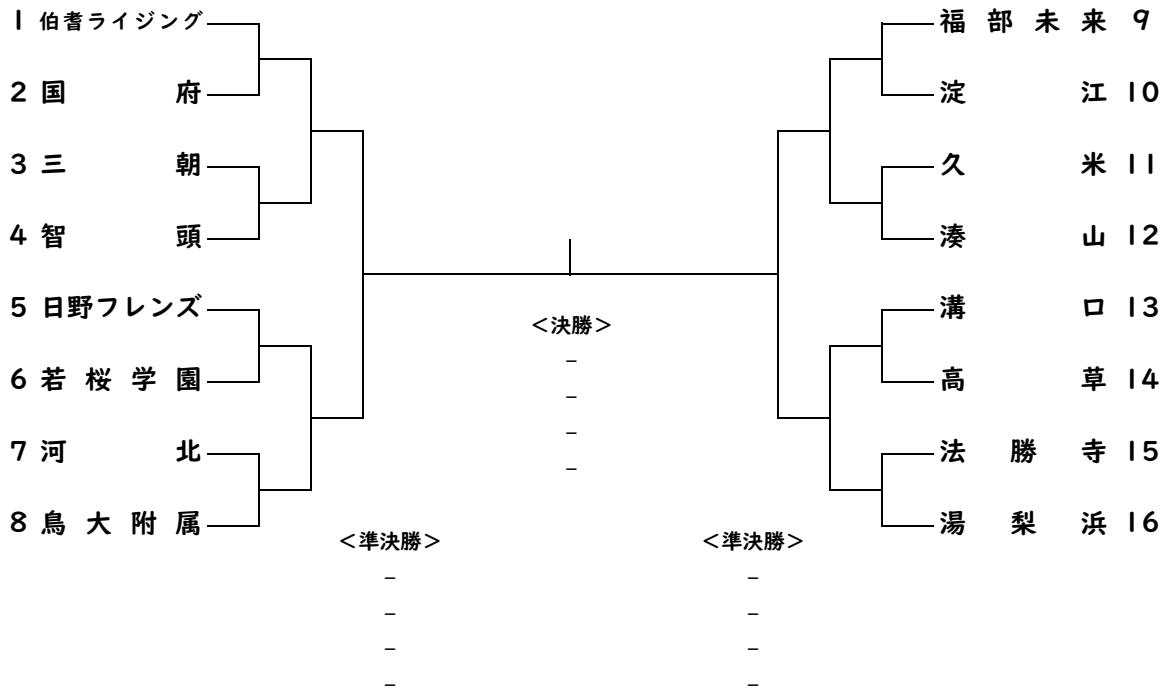 1 伯耆ライジング
2 国府
3 三朝
4 智頭
5 日野フレンズ
6 若桜学園
7 河北
8 鳥大附属
福部未来 9
淀江 10
久米 11
湊山 12
溝口 13
高草 14
法勝寺 15
湯梨浜 16
＜決勝＞
–
–
–
–
＜準決勝＞
–
–
–
–
＜準決勝＞
–
–
–
–